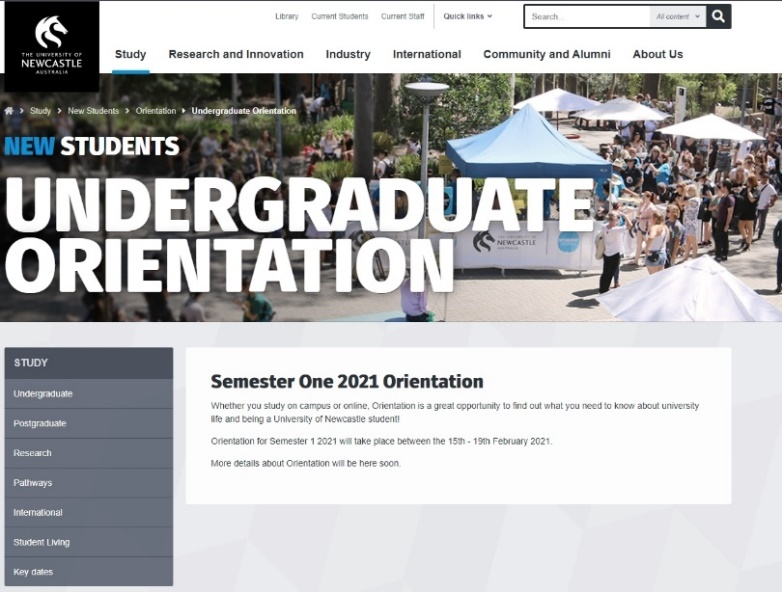 Library Current Students Current Staff Quick links
Search... All content
THE UNIVERSITY OF
NEWCASTLE
AUSTRALIA
Study Research and Innovation Industry International Community and Alumni About Us
Study > New Students > Orientation > Undergraduate Orientation
NEW STUDENTS
UNDERGRADUATE
ORIENTATION
THE UNIVERSITY OF
NEWCASTLE
AUSTRALIA
STUDY
Undergraduate
Postgraduate
Research
Pathways
International
Student Living
Key dates
Semester One 2021 Orientation
Whether you study on campus or online, Orientation is a great opportunity to find out what you need to know about university
life and being a University of Newcastle student!
Orientation for Semester 1 2021 will take place between the 15th - 19th February 2021.
More details about Orientation will be here soon.